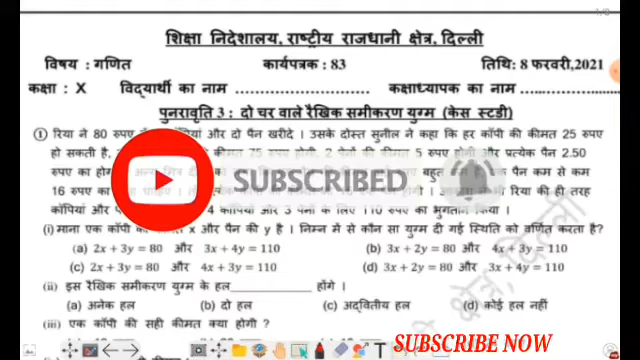 1/3
शिक्षा निदेशालय, राष्ट्रीय राजधानी क्षेत्र, दिल्ली
विषय : गणित कार्यपत्रक : 83 तिथि: 8 फरवरी,2021
कक्षा : X विद्यार्थी का नाम कक्षाध्यापक का नाम
पुनरावृति 3 : दो चर वाले रैखिक समीकरण युग्म (केस स्टडी)
① रिया ने 80 रुपए और दो पैन खरीदे । उसके दोस्त सुनील ने कहा कि हर कॉपी की कीमत 25 रुपए
हो सकती है, कीमत 75 रुपए होगी, 2 पेनों की कीमत 5 रुपए होगी और प्रत्येक पैन 2.50
रुपए का पैन कम से कम
16 रुपए का रिया की ही तरह
कॉपियां और 4 कॉपियों और 3 पैनों के लिए 110 रुपए का भुगतान किया ।
(i) माना एक कॉपी x और पैन की y है । निम्न में से कौन सा युग्म दी गई स्थिति को वर्णित करता है?
(a) 2x + 3y = 80 और 3x + 4y = 110 (b) 3x + 2y = 80 और 4x + 3y = 110
(c) 2x + 3y = 80 और 4x + 3y = 110 (d) 3x + 2y = 80 और 3x + 4y = 110
(ii) इस रैखिक समीकरण युग्म के हल होंगे ।
(a) अनेक हल (b) दो हल (c) अद्वितीय हल (d) कोई हल नहीं
(iii) एक कॉपी की सही कीमत क्या होगी ?
SUBSCRIBED
SUBSCRIBE NOW